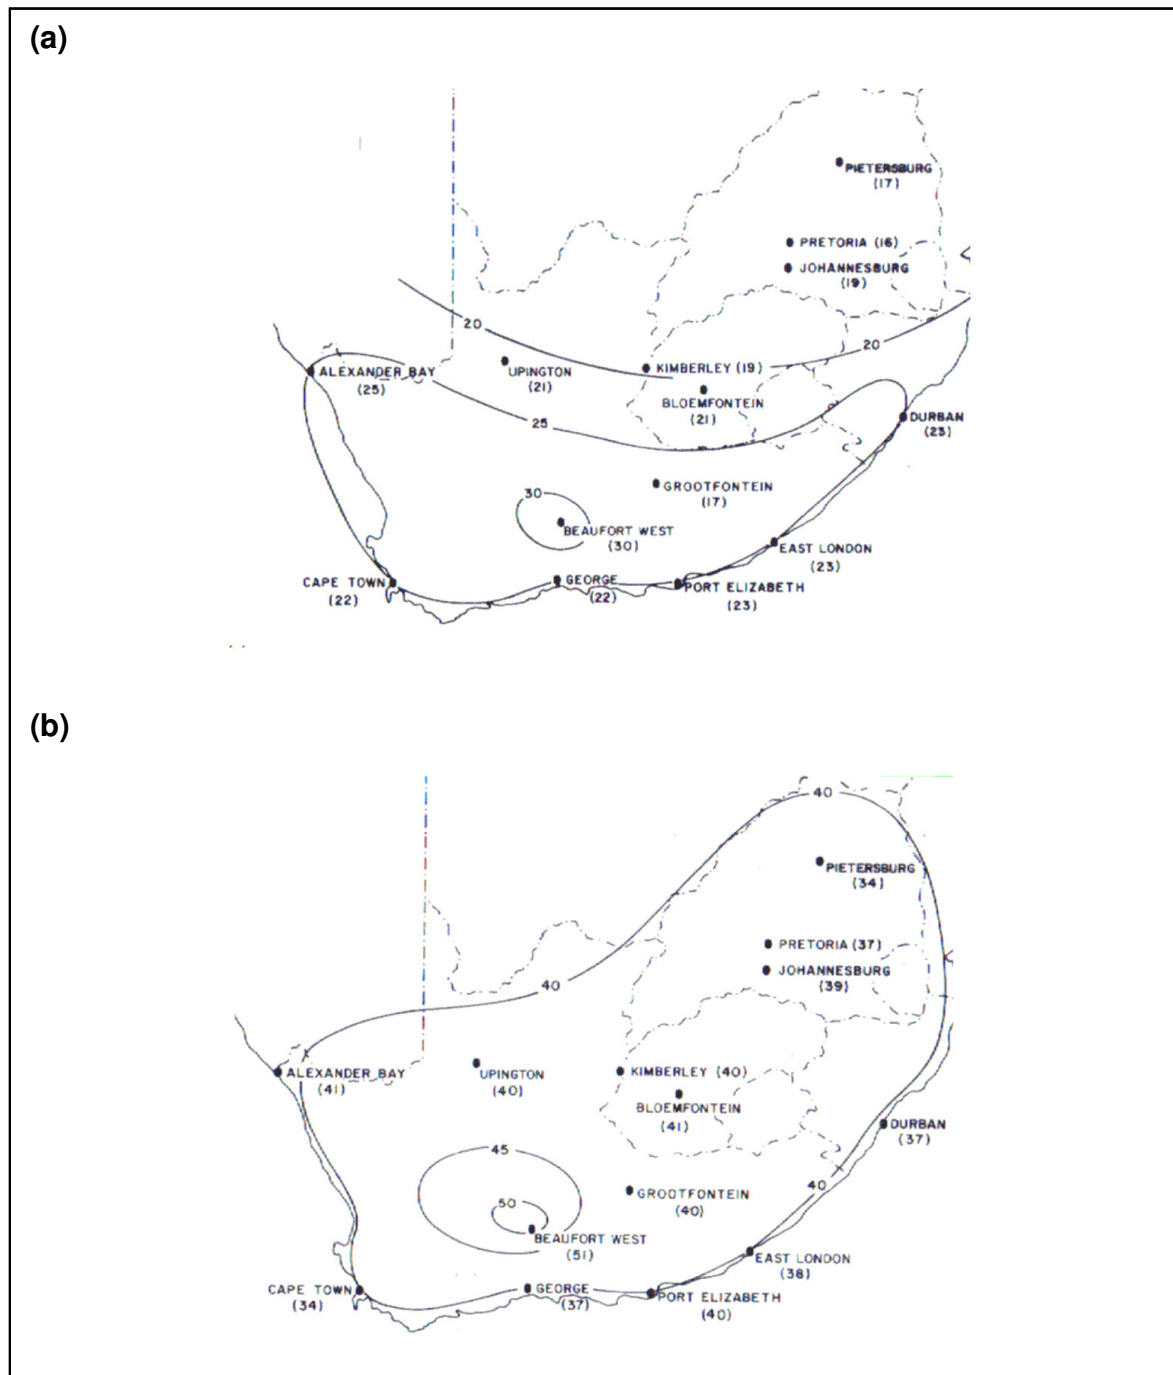 (a)
PIETERSBURG
(17)
PRETORIA (16)
JOHANNESBURG
(19)
20
20
ALEXANDER BAY
(25)
UPINGTON
(21)
KIMBERLEY (19)
BLOEMFONTEIN
(21)
25
DURBAN
(23)
GROOTFONTEIN
(17)
30
BEAUFORT WEST
(30)
EAST LONDON
(23)
CAPE TOWN
(22)
GEORGE
(22)
PORT ELIZABETH
(23)
(b)
40
PIETERSBURG
(34)
PRETORIA (37)
JOHANNESBURG
(39)
40
ALEXANDER BAY
(41)
UPINGTON
(40)
KIMBERLEY (40)
BLOEMFONTEIN
(41)
DURBAN
(37)
45
40
GROOTFONTEIN
(40)
50
BEAUFORT WEST
(51)
EAST LONDON
(38)
CAPE TOWN
(34)
GEORGE
(37)
PORT ELIZABETH
(40)